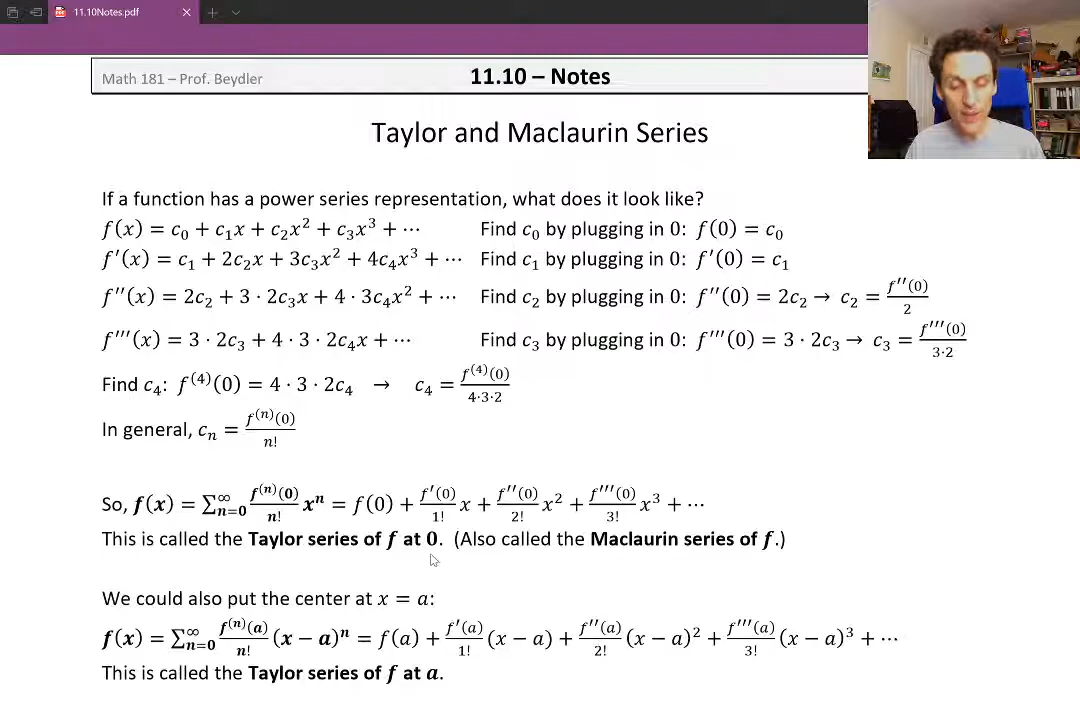 11.10Notes.pdf
Math 181 – Prof. Beydler
11.10 – Notes
Taylor and Maclaurin Series
If a function has a power series representation, what does it look like?
f(x) = c₀ + c₁x + c₂x² + c₃x³ + ⋯ Find c₀ by plugging in 0: f(0) = c₀
f′(x) = c₁ + 2c₂x + 3c₃x² + 4c₄x³ + ⋯ Find c₁ by plugging in 0: f′(0) = c₁
f′′(x) = 2c₂ + 3 · 2c₃x + 4 · 3c₄x² + ⋯ Find c₂ by plugging in 0: f′′(0) = 2c₂ → c₂ = f′′(0)/2
f′′′(x) = 3 · 2c₃ + 4 · 3 · 2c₄x + ⋯ Find c₃ by plugging in 0: f′′′(0) = 3 · 2c₃ → c₃ = f′′′(0)/3·2
Find c₄: f⁽⁴⁾(0) = 4 · 3 · 2c₄ → c₄ = f⁽⁴⁾(0)/4·3·2
In general, cₙ = f⁽ⁿ⁾(0)/n!
So, f(x) = ∑ₙ₌₀^∞ f⁽ⁿ⁾(0)/n! xⁿ = f(0) + f′(0)/1! x + f′′(0)/2! x² + f′′′(0)/3! x³ + ⋯
This is called the Taylor series of f at 0. (Also called the Maclaurin series of f.)
We could also put the center at x = a:
f(x) = ∑ₙ₌₀^∞ f⁽ⁿ⁾(a)/n! (x − a)ⁿ = f(a) + f′(a)/1! (x − a) + f′′(a)/2! (x − a)² + f′′′(a)/3! (x − a)³ + ⋯
This is called the Taylor series of f at a.